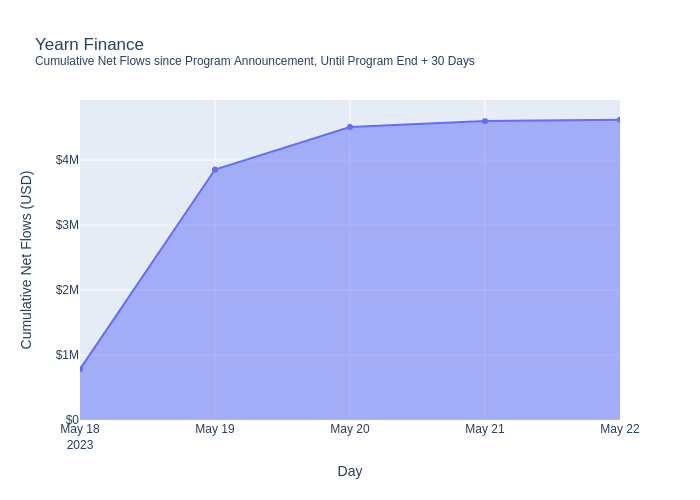 Yearn Finance
Cumulative Net Flows since Program Announcement, Until Program End + 30 Days
Cumulative Net Flows (USD)
$4M
$3M
$2M
$1M
$0
May 18
2023
May 19
May 20
May 21
May 22
Day